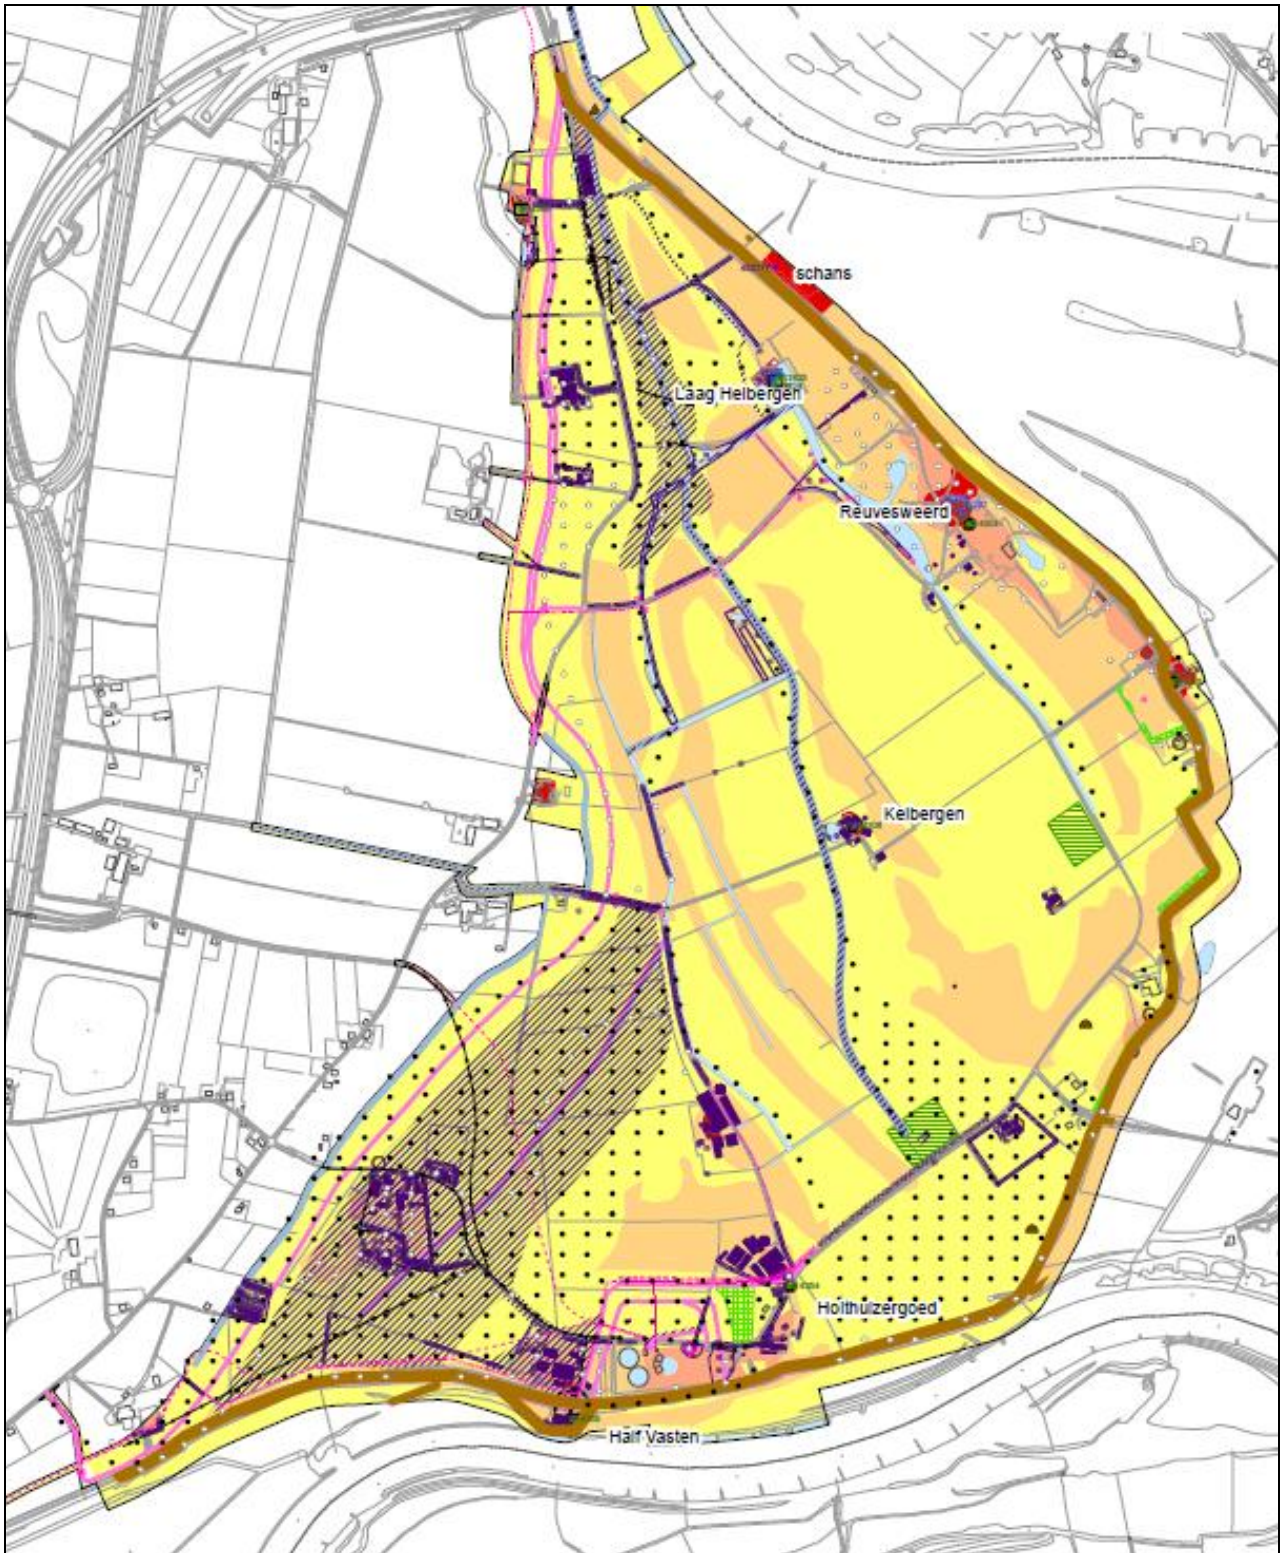 schans
Laag Helbergen
Reuvesweerd
Kelbergen
Holthuizergoed
Half Vasten